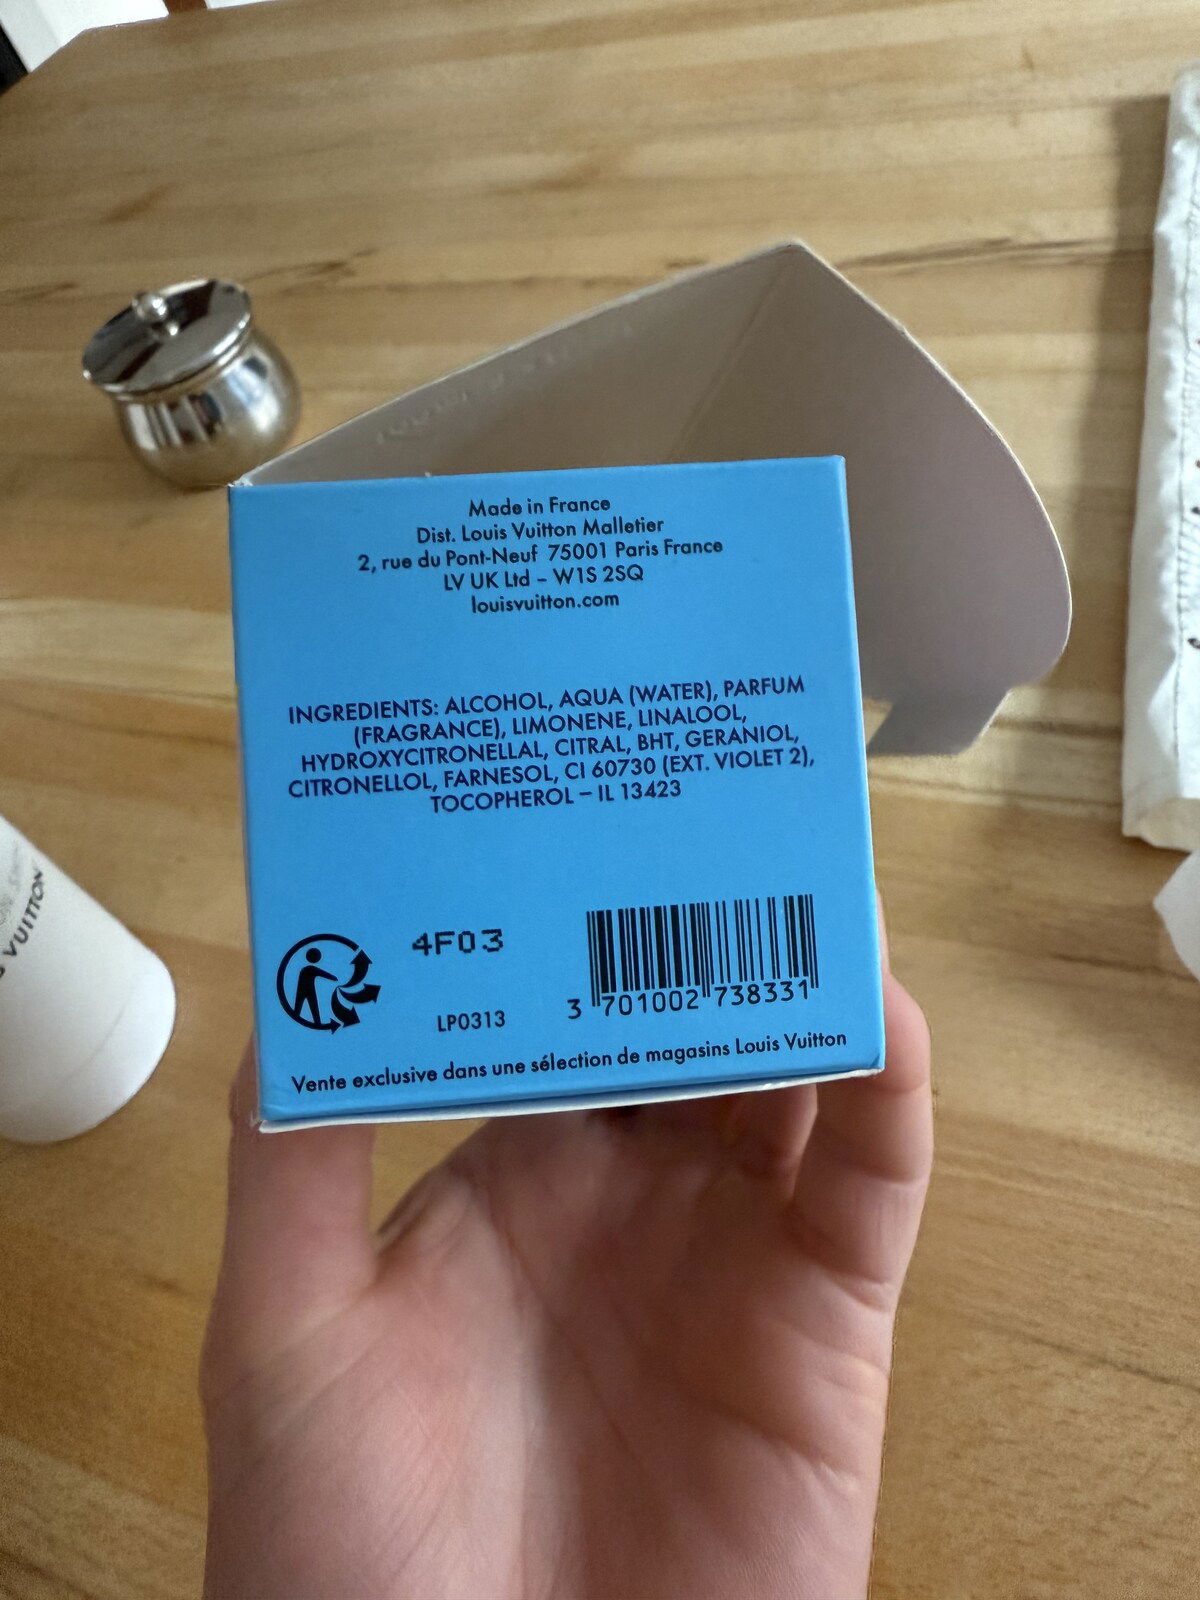 Made in France
Dist. Louis Vuitton Malletier
2, rue du Pont-Neuf 75001 Paris France
LV UK Ltd – W1S 2SQ
louisvuitton.com
INGREDIENTS: ALCOHOL, AQUA (WATER), PARFUM
(FRAGRANCE), LIMONENE, LINALOOL,
HYDROXYCITRONELLAL, CITRAL, BHT, GERANIOL,
CITRONELLOL, FARNESOL, CI 60730 (EXT. VIOLET 2),
TOCOPHEROL – IL 13423
4F03
LP0313
3 701002 738331
Vente exclusive dans une sélection de magasins Louis Vuitton
VUITTON